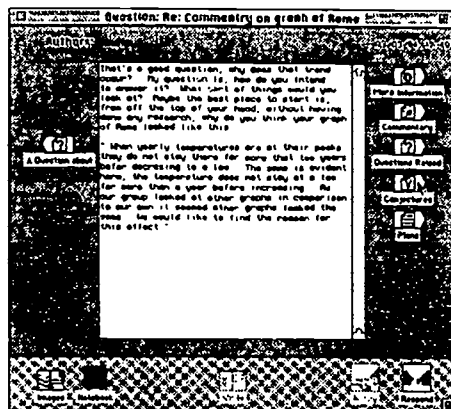 Question: Re: Commentry on graph of Rome
Authors:
That's a good question, why does that trend
occur? My question is, how do you intend
to answer it? What sort of things would you
look at? Maybe the best place to start is,
from off the top of your head, without having
done any research, why do you think your graph
of Rome looked like this
" When yearly temperatures are at their peaks
they do not stay there for more that two years
before decreasing to a low The same is evident
here, the temperature does not stay at a low
for more than a year before increasing As
our group looked at other graphs in comparison
to our own it seemed other graphs looked the
same We would like to find the reason for
this effect "
A Question about
More Information
Commentary
Questions Raised
Conjectures
Plans
Images
Notebook
Respond